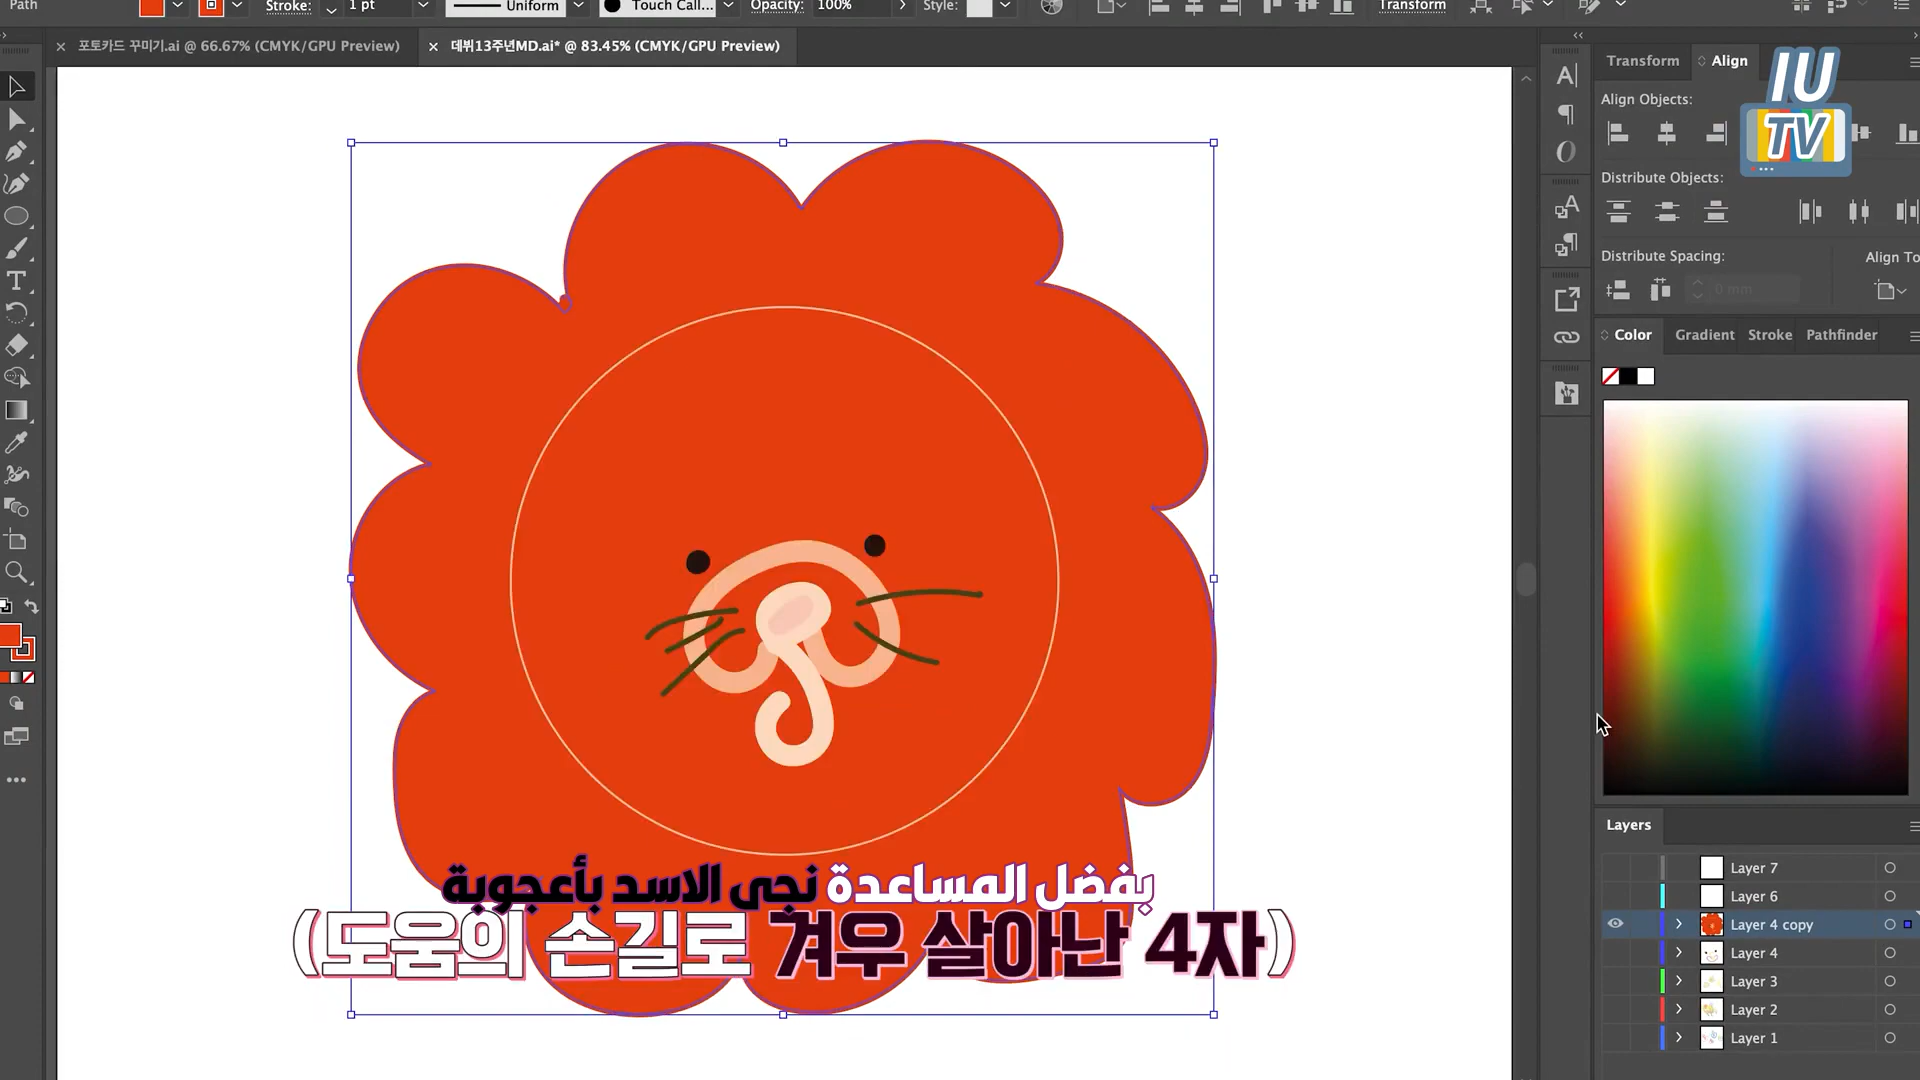 Path
Stroke: 1 pt Uniform Touch Call... Opacity: 100% Style: Transform
포토카드 꾸미기.ai @ 66.67% (CMYK/GPU Preview) 데뷔13주년MD.ai* @ 83.45% (CMYK/GPU Preview)
Transform Align
IU
TV
Align Objects:
Distribute Objects:
Distribute Spacing: Align To
0 mm
Color Gradient Stroke Pathfinder
Layers
Layer 7
Layer 6
Layer 4 copy
Layer 4
Layer 3
Layer 2
Layer 1
بفضل المساعدة نجى الاسد بأعجوبة
(도움의 손길로 겨우 살아난 4자)